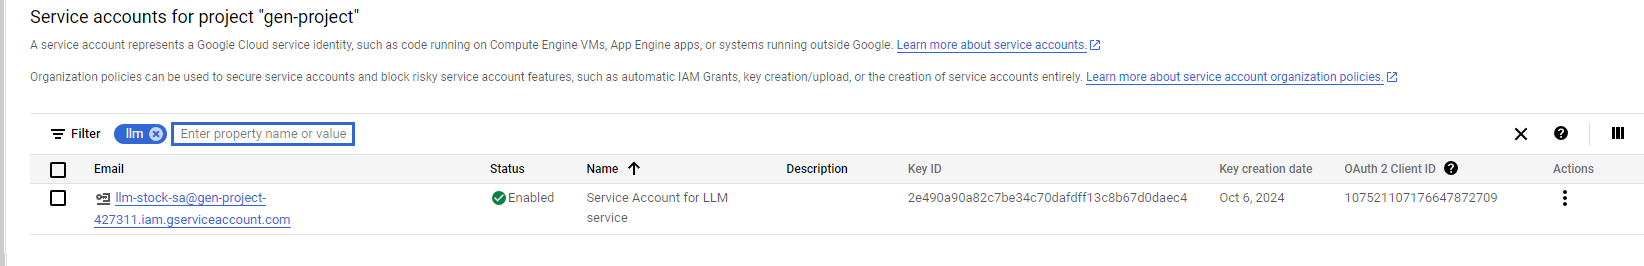 Service accounts for project "gen-project"
A service account represents a Google Cloud service identity, such as code running on Compute Engine VMs, App Engine apps, or systems running outside Google. Learn more about service accounts.
Organization policies can be used to secure service accounts and block risky service account features, such as automatic IAM Grants, key creation/upload, or the creation of service accounts entirely. Learn more about service account organization policies.
Filter llm Enter property name or value
Email Status Name Description Key ID Key creation date OAuth 2 Client ID Actions
llm-stock-sa@gen-project- Enabled Service Account for LLM 2e490a90a82c7be34c70dafdff13c8b67d0daec4 Oct 6, 2024 107521107176647872709
427311.iam.gserviceaccount.com service